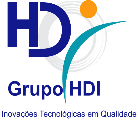 HD
Grupo HDI
Inovações Tecnológicas em Qualidade